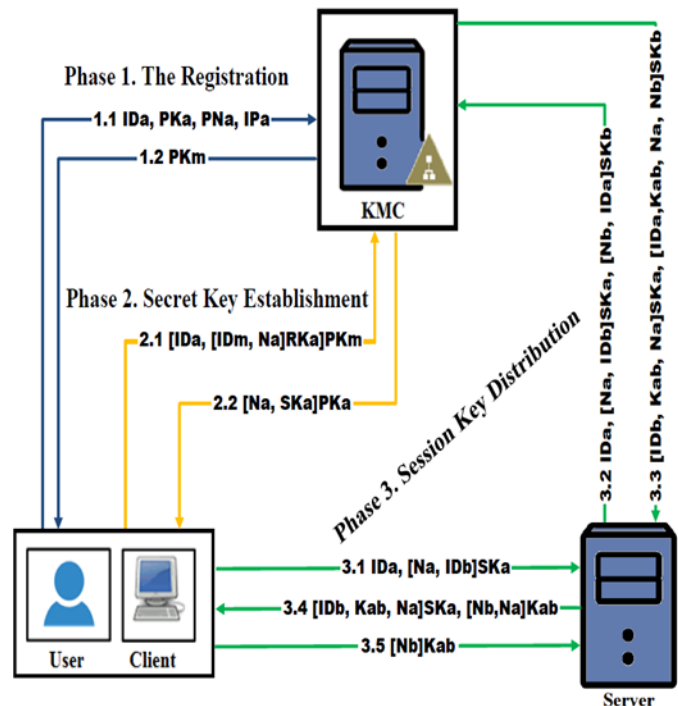 Phase 1. The Registration
1.1 IDa, PKa, PNa, IPa
1.2 PKm
KMC
Phase 2. Secret Key Establishment
2.1 [IDa, [IDm, Na]RKa]PKm
2.2 [Na, SKa]PKa
Phase 3. Session Key Distribution
3.2 IDa, [Na, IDb]SKa, [Nb, IDa]SKb
3.3 [IDb, Kab, Na]SKa, [IDa,Kab, Na, Nb]SKb
3.1 IDa, [Na, IDb]SKa
3.4 [IDb, Kab, Na]SKa, [Nb,Na]Kab
3.5 [Nb]Kab
User
Client
Server